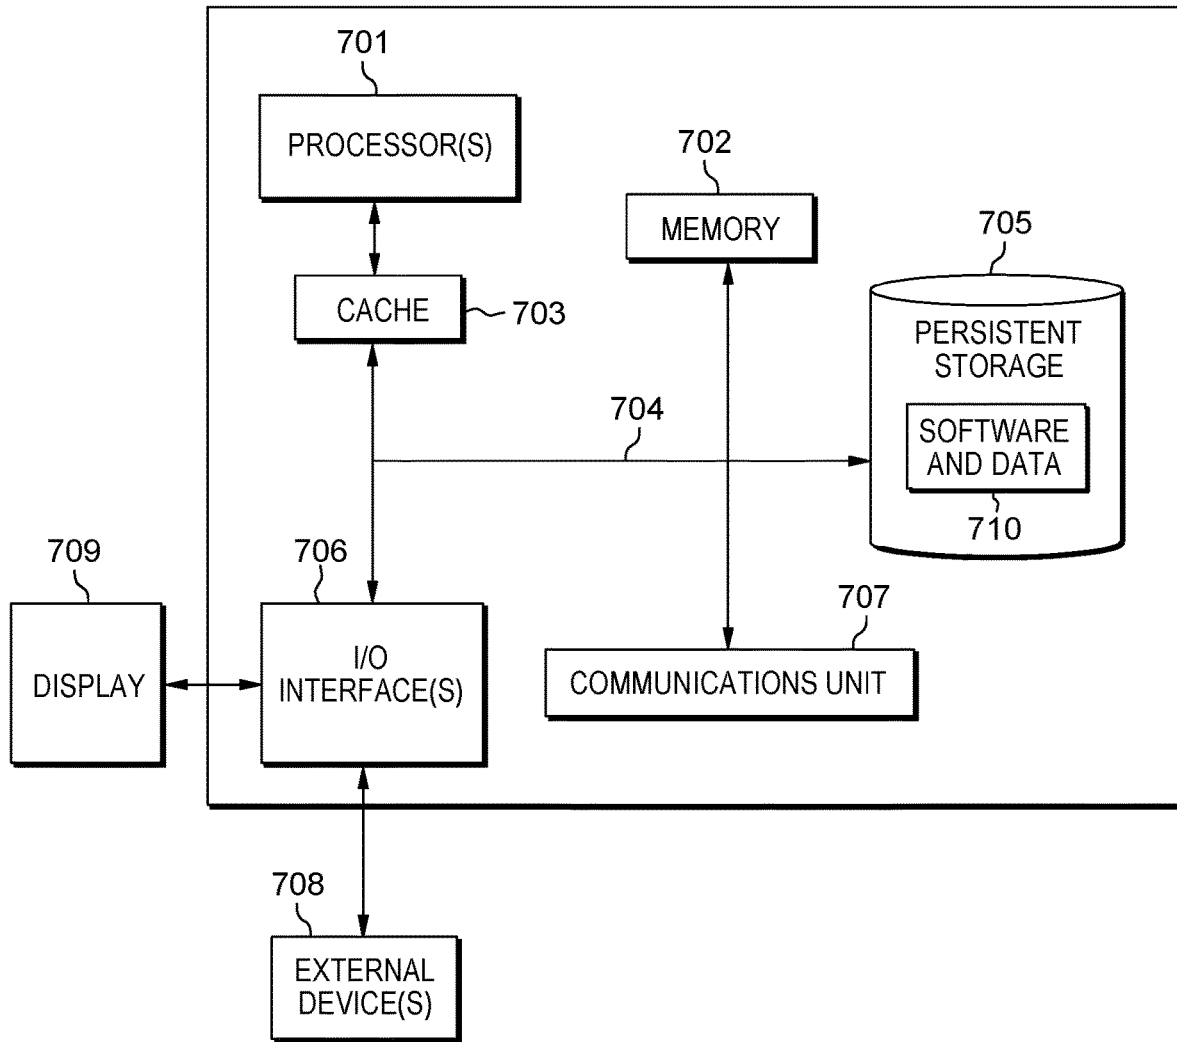 701
PROCESSOR(S)
702
MEMORY
705
CACHE
703
PERSISTENT
STORAGE
704
SOFTWARE
AND DATA
710
709
706
707
DISPLAY
I/O
INTERFACE(S)
COMMUNICATIONS UNIT
708
EXTERNAL
DEVICE(S)